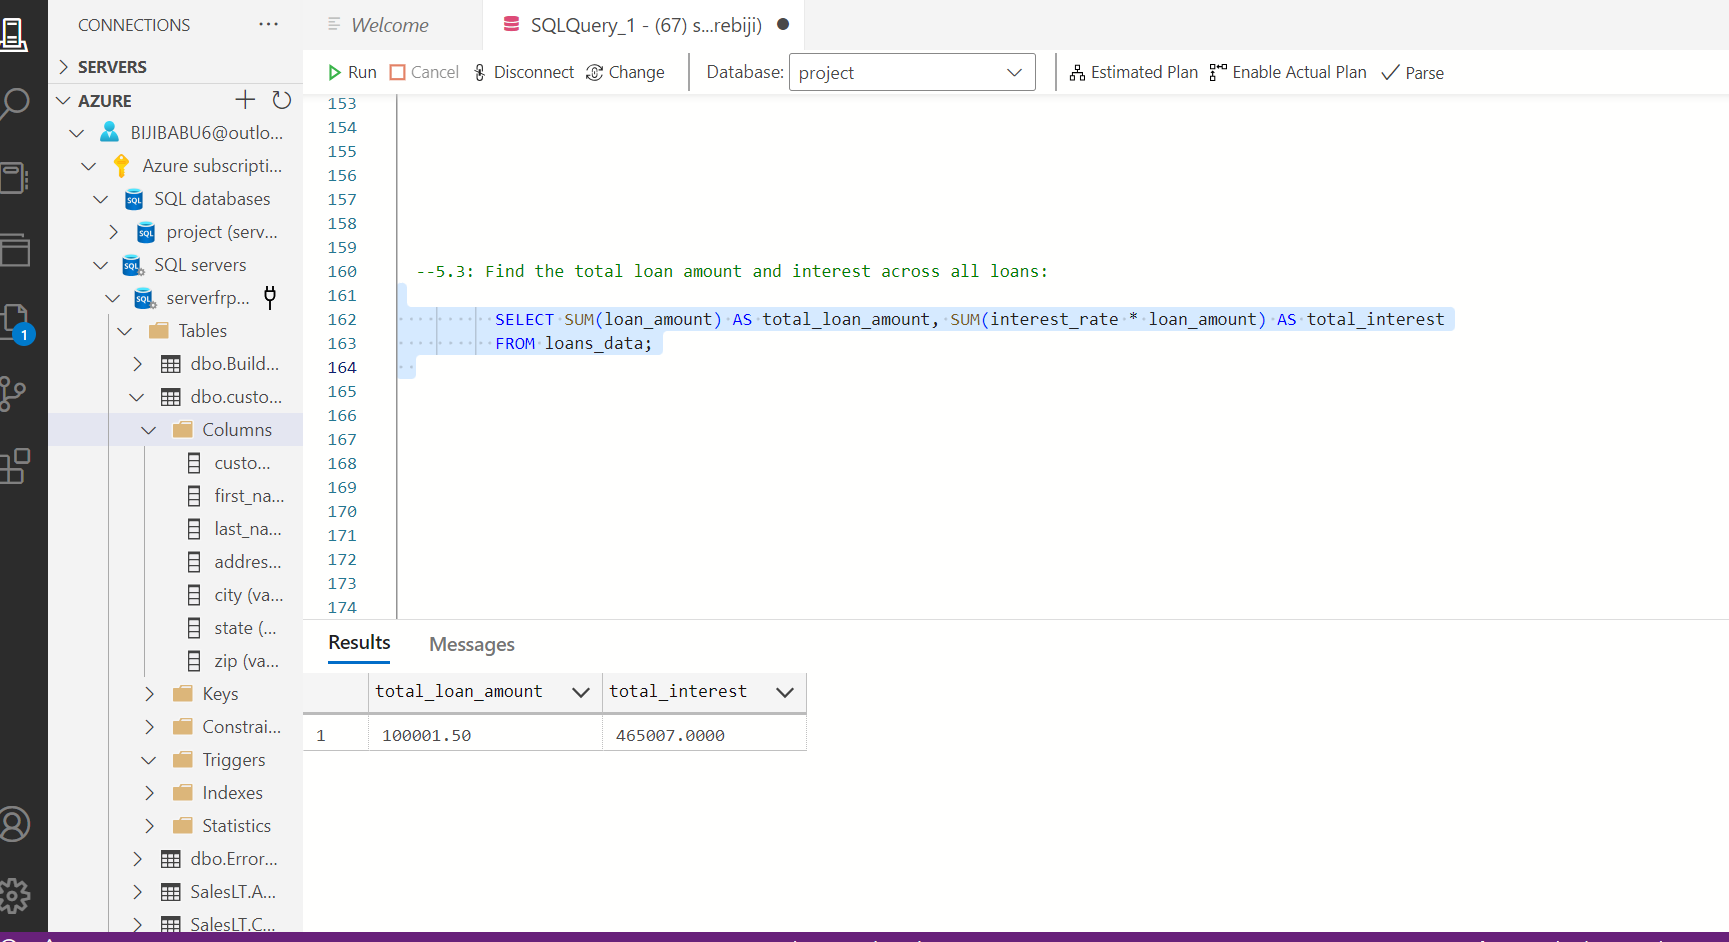 CONNECTIONS
SERVERS
AZURE
BIJIBABU6@outlo...
Azure subscripti...
SQL databases
project (serv...
SQL servers
serverfrp...
Tables
dbo.Build...
dbo.custo...
Columns
custo...
first_na...
last_na...
addres...
city (va...
state (...
zip (va...
Keys
Constrai...
Triggers
Indexes
Statistics
dbo.Error...
SalesLT.A...
SalesLT.C...
1
Welcome
SQLQuery_1 - (67) s...rebiji)
Run Cancel Disconnect Change Database: project Estimated Plan Enable Actual Plan Parse
153
154
155
156
157
158
159
160 --5.3: Find the total loan amount and interest across all loans:
161
162 SELECT SUM(loan_amount) AS total_loan_amount, SUM(interest_rate * loan_amount) AS total_interest
163 FROM loans_data;
164
165
166
167
168
169
170
171
172
173
174
Results Messages
total_loan_amount total_interest
1 100001.50 465007.0000